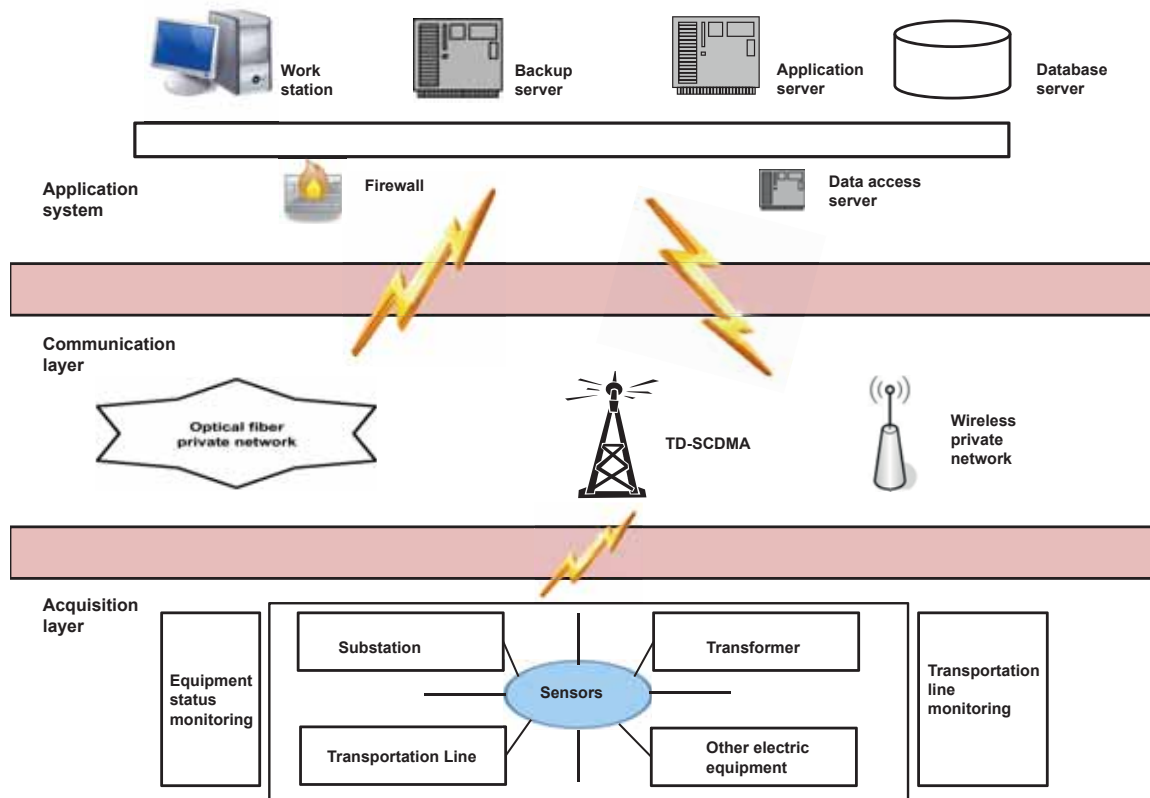 Work
station
Backup
server
Application
server
Database
server
Application
system
Firewall
Data access
server
Communication
layer
Optical fiber
private network
TD-SCDMA
Wireless
private
network
Acquisition
layer
Equipment
status
monitoring
Substation
Transformer
Sensors
Transportation Line
Other electric
equipment
Transportation
line
monitoring